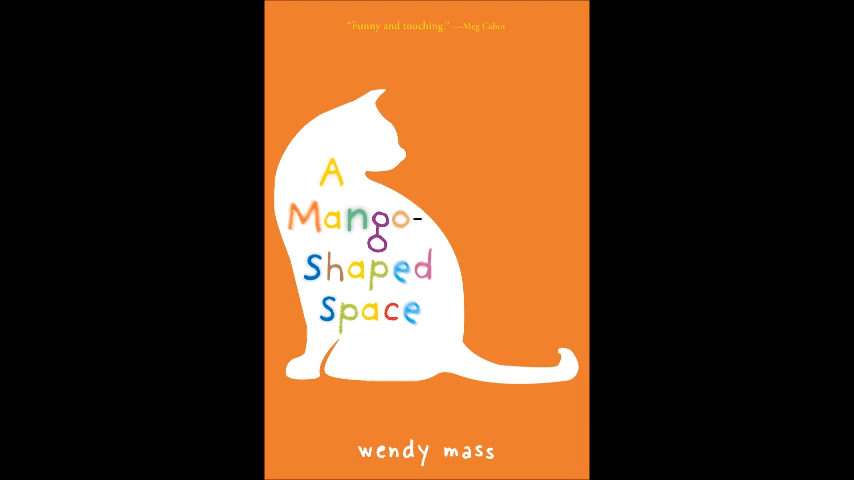 "Funny and touching." —Meg Cabot
A
Mango-
Shaped
Space
wendy mass